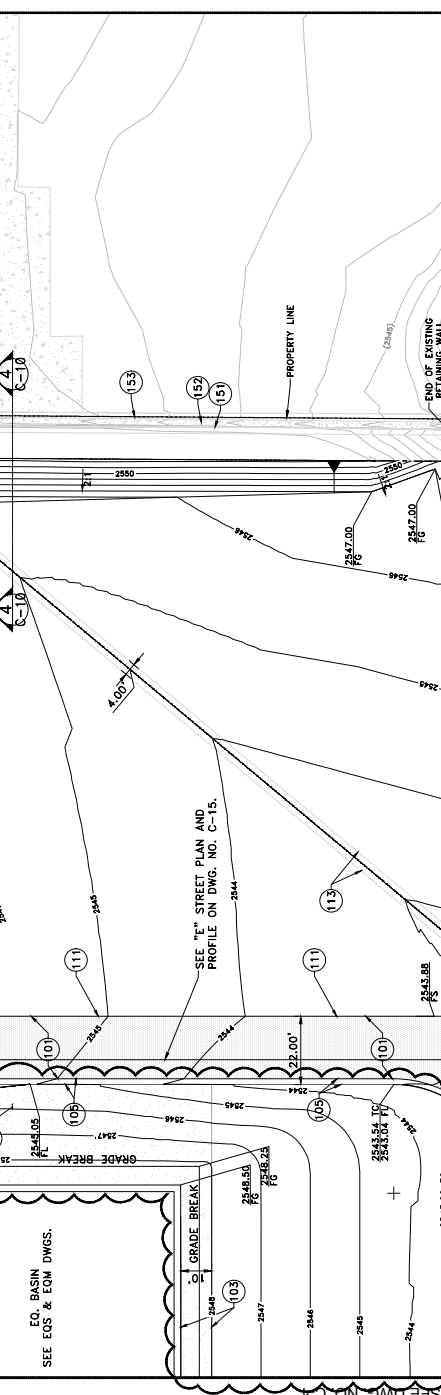 4
C-10
153
152
151
PROPERTY LINE
(2545)
END OF EXISTING
RETAINING WALL
2:1
2550
2550
2547.00
FG
2547.00
FG
2546
2546
4
C-10
4.00'
2545
2545
SEE "E" STREET PLAN AND
PROFILE ON DWG. NO. C-15.
2544
113
111
111
2543.88
FS
101
101
2545
2544
22.00'
105
105
2544
2545
2546
2547
2545.05
FL
2543.54 TC
2543.04 FL
2544
GRADE BREAK
GRADE BREAK
2548.50
FG
2548.25
FG
EQ. BASIN
SEE EQS & EQM DWGS.
10'
103
2548
2547
2546
2545
2544